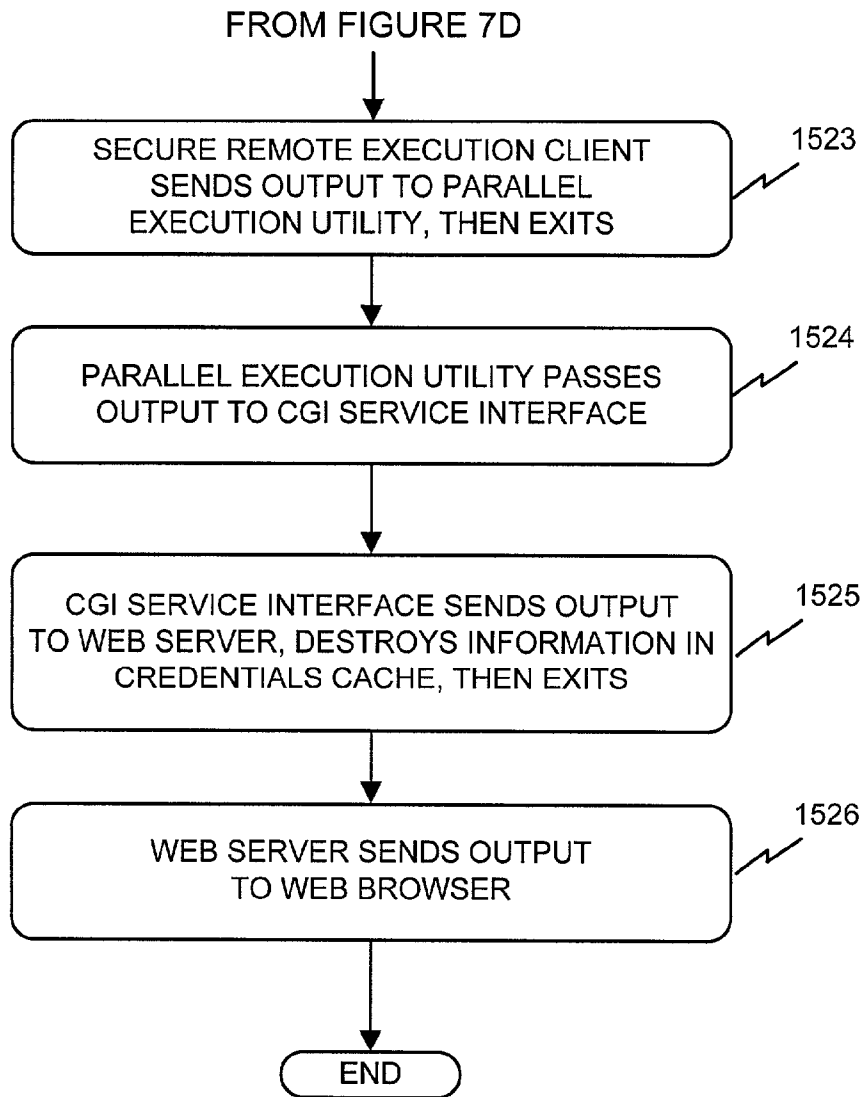 FROM FIGURE 7D
SECURE REMOTE EXECUTION CLIENT
SENDS OUTPUT TO PARALLEL
EXECUTION UTILITY, THEN EXITS
1523
PARALLEL EXECUTION UTILITY PASSES
OUTPUT TO CGI SERVICE INTERFACE
1524
CGI SERVICE INTERFACE SENDS OUTPUT
TO WEB SERVER, DESTROYS INFORMATION IN
CREDENTIALS CACHE, THEN EXITS
1525
WEB SERVER SENDS OUTPUT
TO WEB BROWSER
1526
END